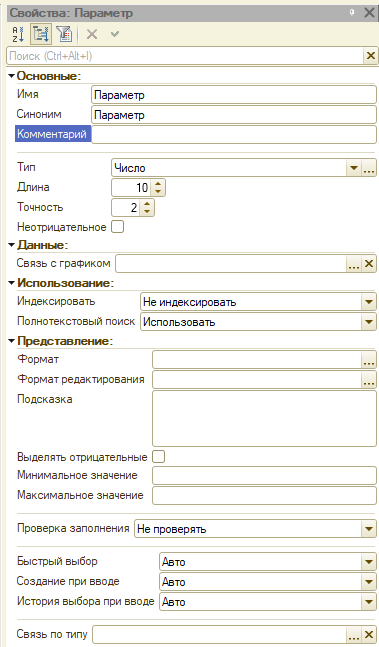 Свойства: Параметр
Поиск (Ctrl+Alt+I)
Основные:
Имя Параметр
Синоним Параметр
Комментарий
Тип Число ...
Длина 10
Точность 2
Неотрицательное
Данные:
Связь с графиком ...
Использование:
Индексировать Не индексировать
Полнотекстовый поиск Использовать
Представление:
Формат ...
Формат редактирования ...
Подсказка
Выделять отрицательные
Минимальное значение
Максимальное значение
Проверка заполнения Не проверять
Быстрый выбор Авто
Создание при вводе Авто
История выбора при вводе Авто
Связь по типу ...